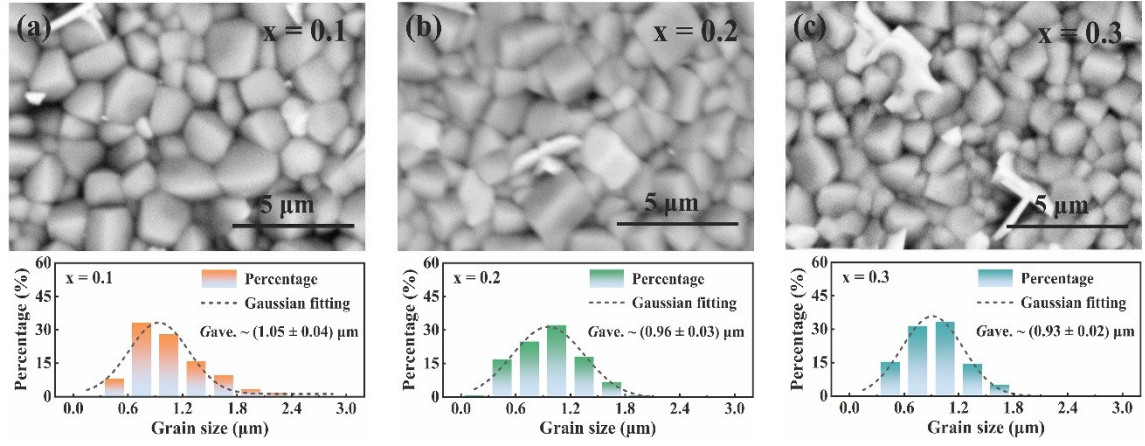 (a)
x = 0.1
5 µm
(b)
x = 0.2
5 µm
(c)
x = 0.3
5 µm
60
45
30
15
0
Percentage (%)
x = 0.1
Percentage
Gaussian fitting
Gave. ~ (1.05 ± 0.04) µm
0.0 0.6 1.2 1.8 2.4 3.0
Grain size (µm)
60
45
30
15
0
Percentage (%)
x = 0.2
Percentage
Gaussian fitting
Gave. ~ (0.96 ± 0.03) µm
0.0 0.6 1.2 1.8 2.4 3.0
Grain size (µm)
60
45
30
15
0
Percentage (%)
x = 0.3
Percentage
Gaussian fitting
Gave. ~ (0.93 ± 0.02) µm
0.0 0.6 1.2 1.8 2.4 3.0
Grain size (µm)